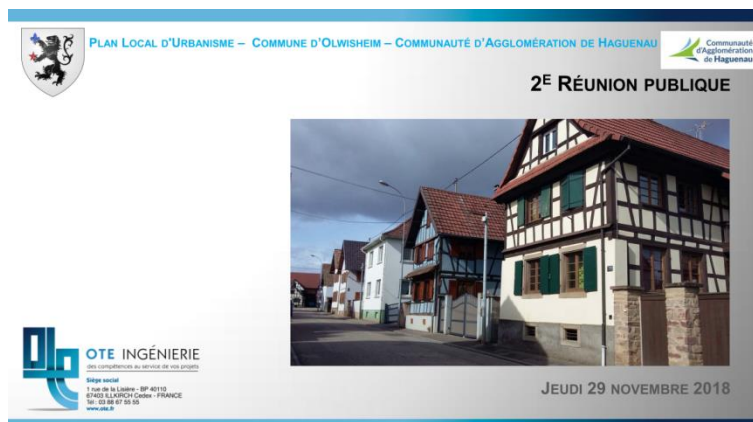 PLAN LOCAL D'URBANISME – COMMUNE D'OLWISHEIM – COMMUNAUTÉ D'AGGLOMÉRATION DE HAGUENAU
Communauté
d'Agglomération
de Haguenau
2E RÉUNION PUBLIQUE
OTE INGÉNIERIE
des compétences au service de vos projets
Siège social
1 rue de la Lisière - BP 40110
67403 ILLKIRCH Cedex - FRANCE
Tél : 03 88 67 55 55
www.ote.fr
JEUDI 29 NOVEMBRE 2018